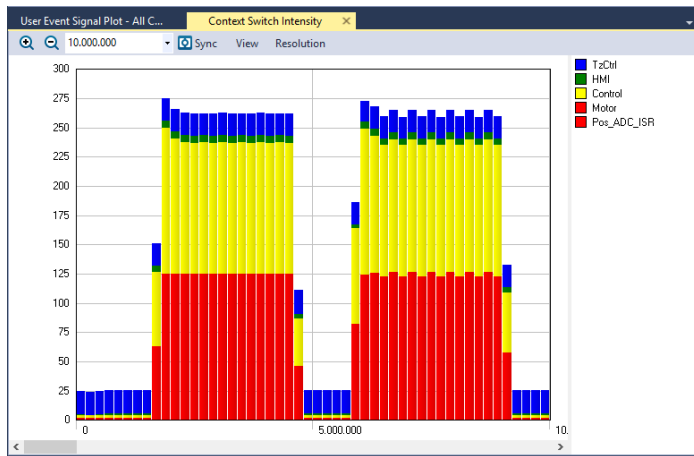 User Event Signal Plot - All C...
Context Switch Intensity
10.000.000
Sync
View
Resolution
300
275
250
225
200
175
150
125
100
75
50
25
0
0
5.000.000
10.
TzCtrl
HMI
Control
Motor
Pos_ADC_ISR